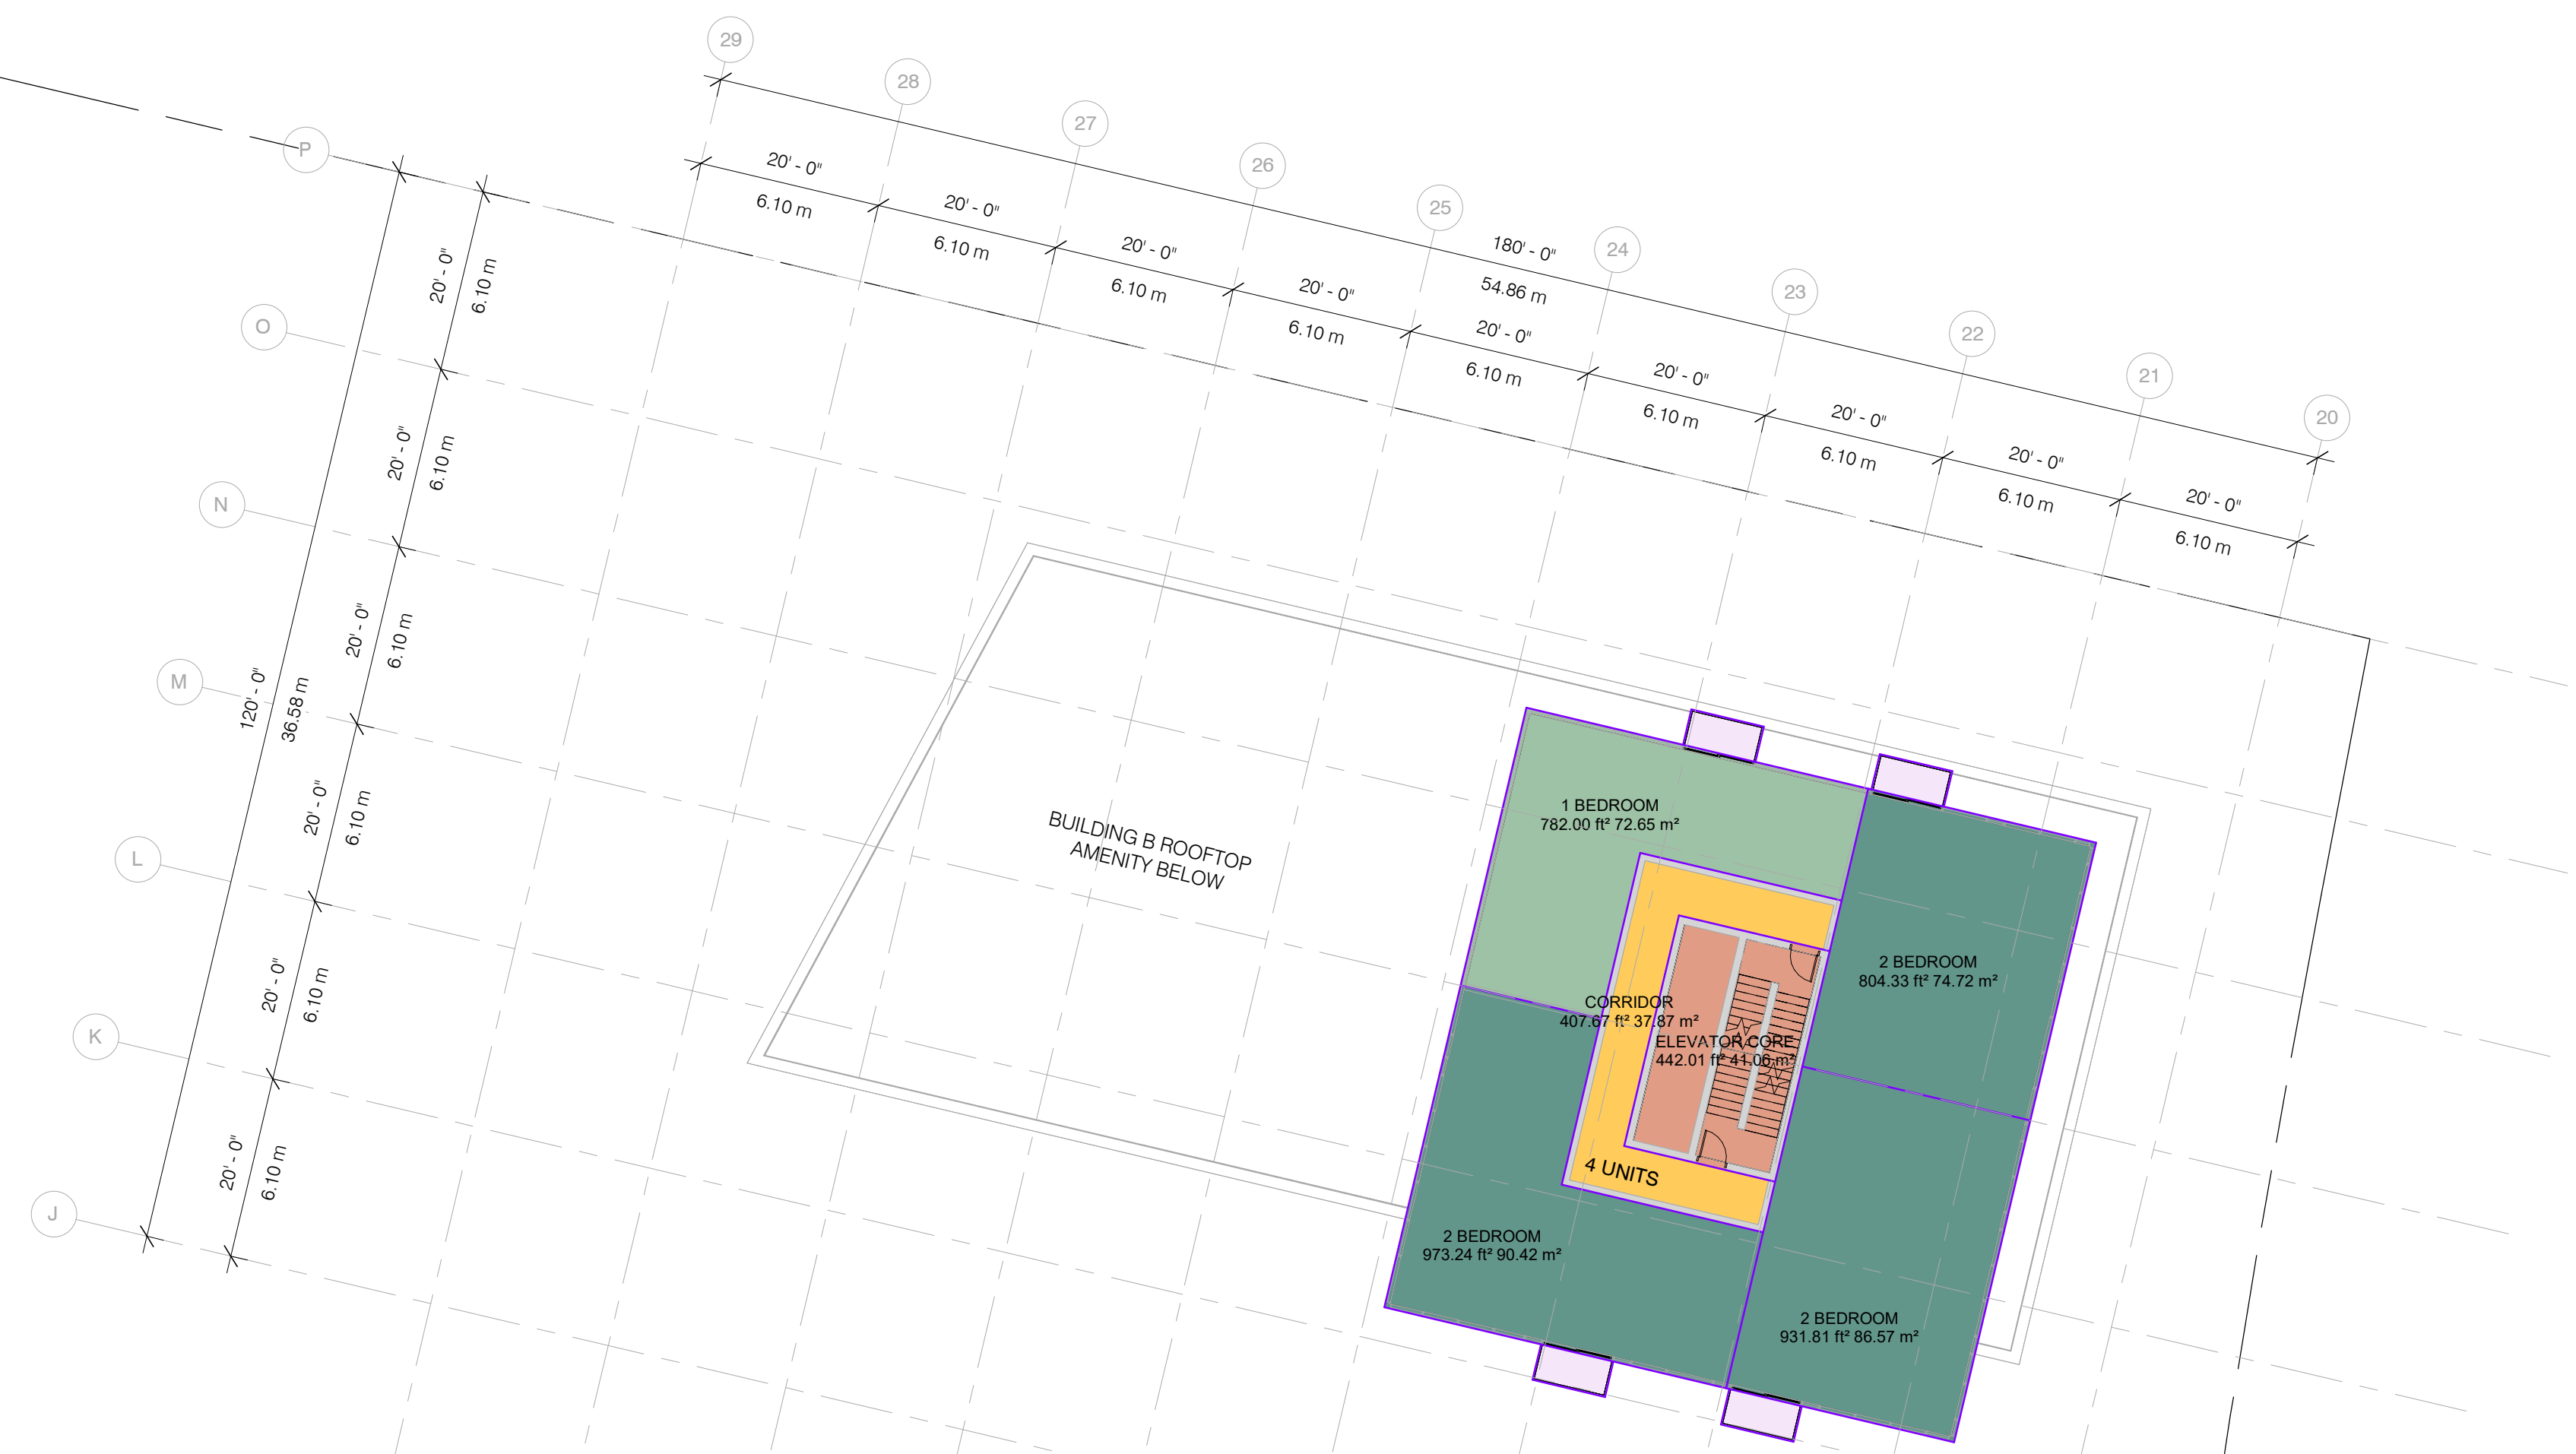 29
28
27
26
25
24
23
22
21
20
P
O
N
M
L
K
J
180' - 0"
54.86 m
20' - 0"
6.10 m
20' - 0"
6.10 m
20' - 0"
6.10 m
20' - 0"
6.10 m
20' - 0"
6.10 m
20' - 0"
6.10 m
20' - 0"
6.10 m
20' - 0"
6.10 m
20' - 0"
6.10 m
120' - 0"
36.58 m
20' - 0"
6.10 m
20' - 0"
6.10 m
20' - 0"
6.10 m
20' - 0"
6.10 m
20' - 0"
6.10 m
20' - 0"
6.10 m
BUILDING B ROOFTOP
AMENITY BELOW
1 BEDROOM
782.00 ft² 72.65 m²
2 BEDROOM
804.33 ft² 74.72 m²
CORRIDOR
407.67 ft² 37.87 m²
ELEVATOR CORE
442.01 ft² 41.06 m²
4 UNITS
2 BEDROOM
973.24 ft² 90.42 m²
2 BEDROOM
931.81 ft² 86.57 m²